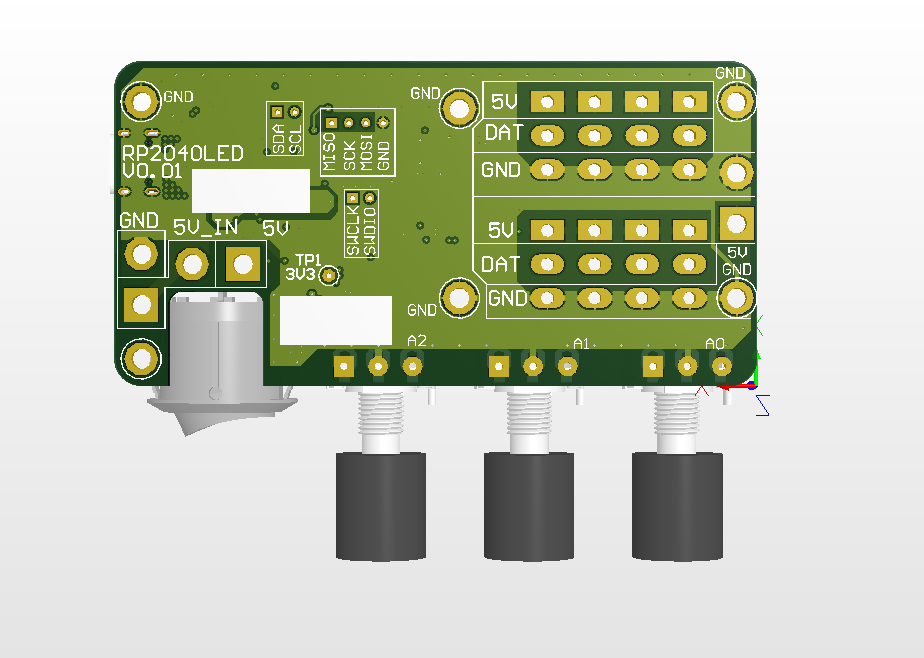 GND
GND
GND
5V
SDA
SCL
MISO
SCK
MOSI
GND
DAT
RP2040LED
V0.01
GND
SWCLK
SWDIO
GND
5V_IN
5V
5V
5V
TP1
3V3
DAT
GND
GND
GND
A2
A1
A0
X
Z